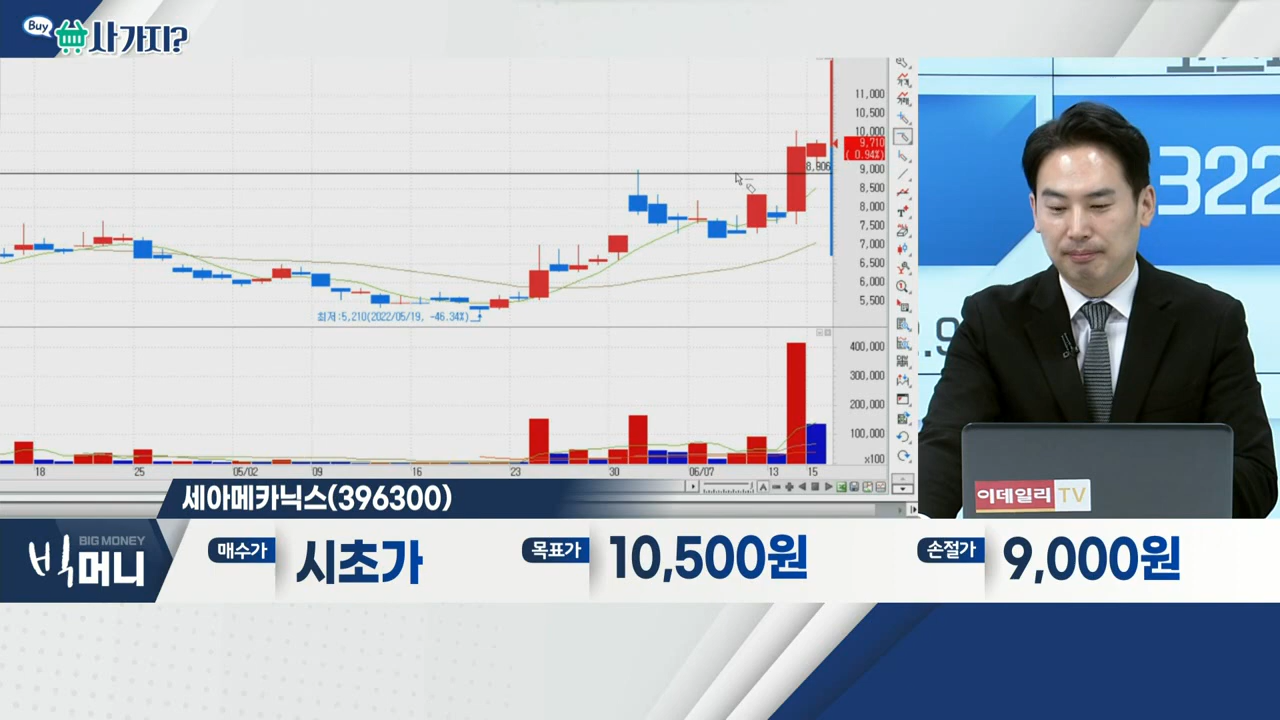 Buy
사가지?
11,000
10,500
10,000
9,710
( 0.94%)
8,906
9,000
8,500
8,000
7,500
7,000
6,500
6,000
5,500
최저:5,210(2022/05/19, -46.34%)
400,000
300,000
200,000
100,000
x100
18
25
05/02
09
16
23
30
06/07
13
15
322
이데일리 TV
세아메카닉스(396300)
BIG MONEY
빅머니
매수가
시초가
목표가
10,500원
손절가
9,000원